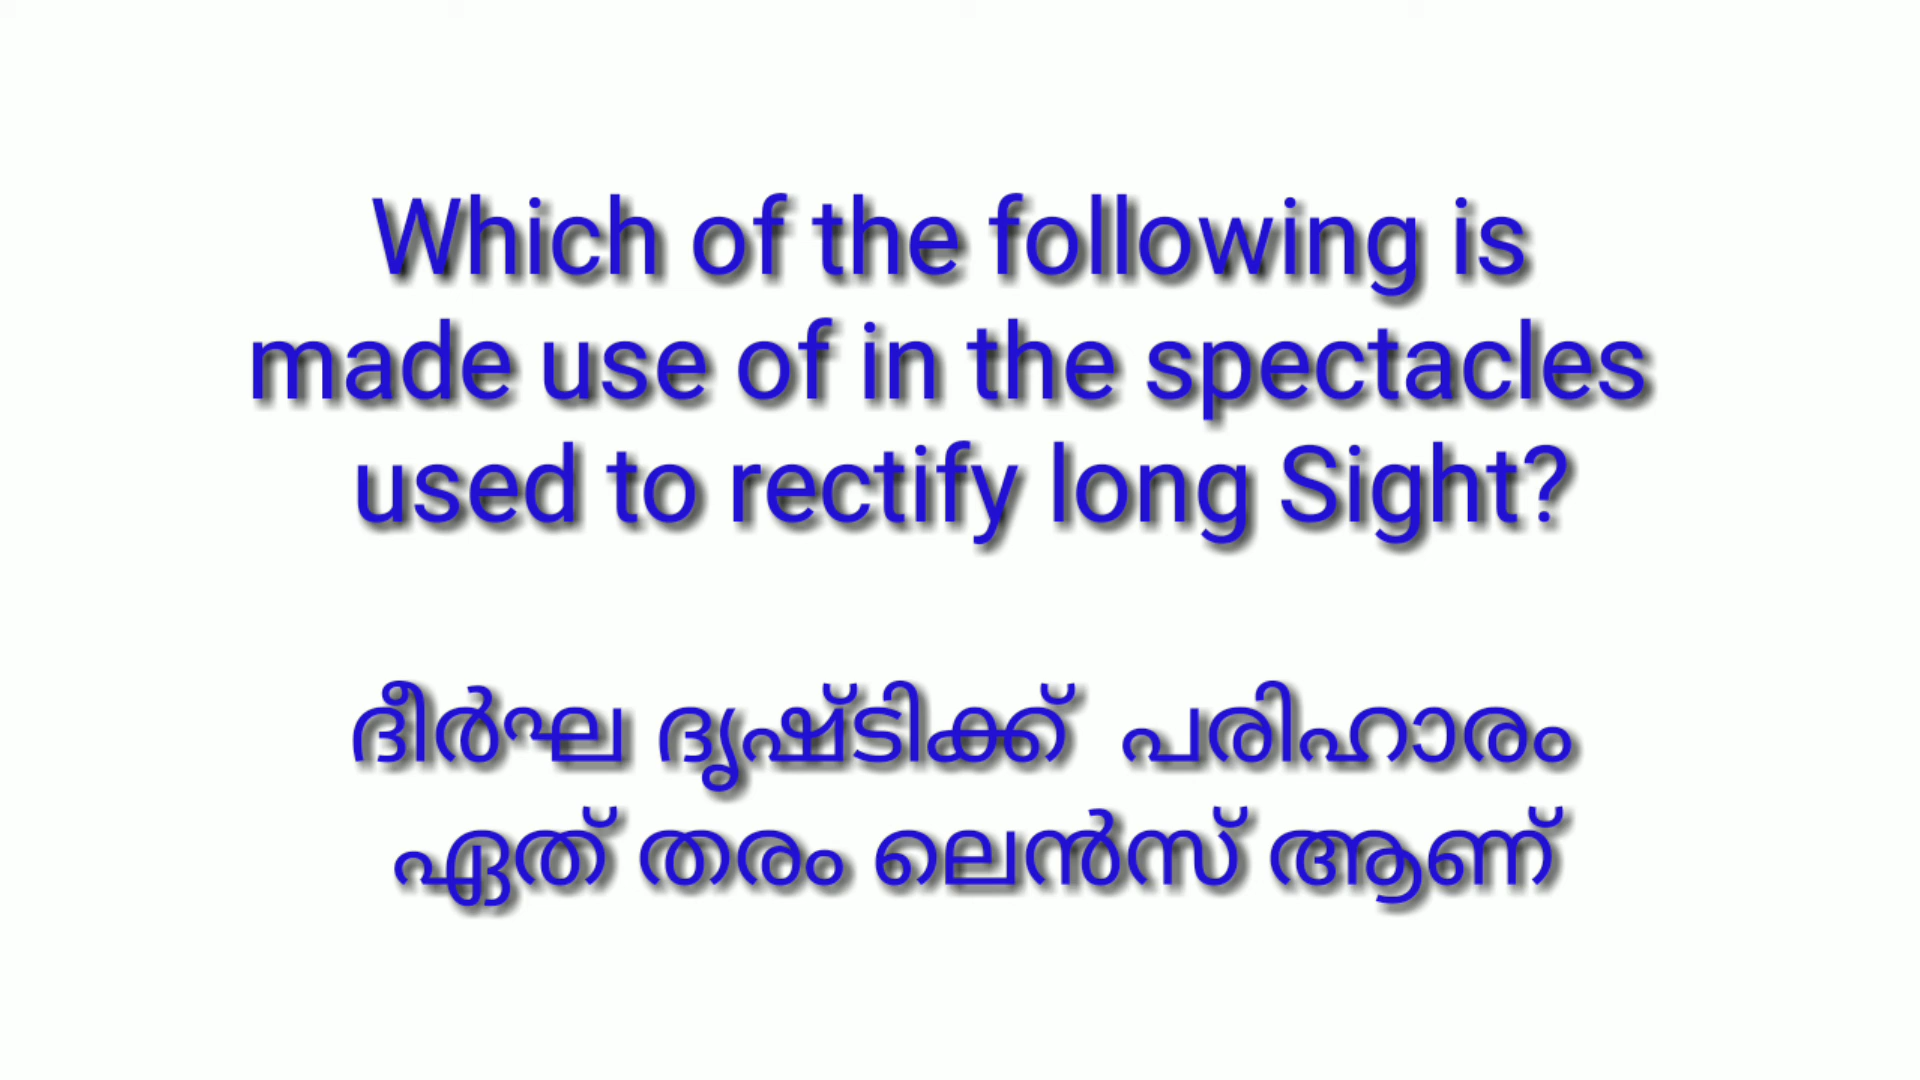 Which of the following is
made use of in the spectacles
used to rectify long Sight?
ദീർഘ ദൃഷ്ടിക്ക് പരിഹാരം
ഏത് തരം ലെൻസ് ആണ്